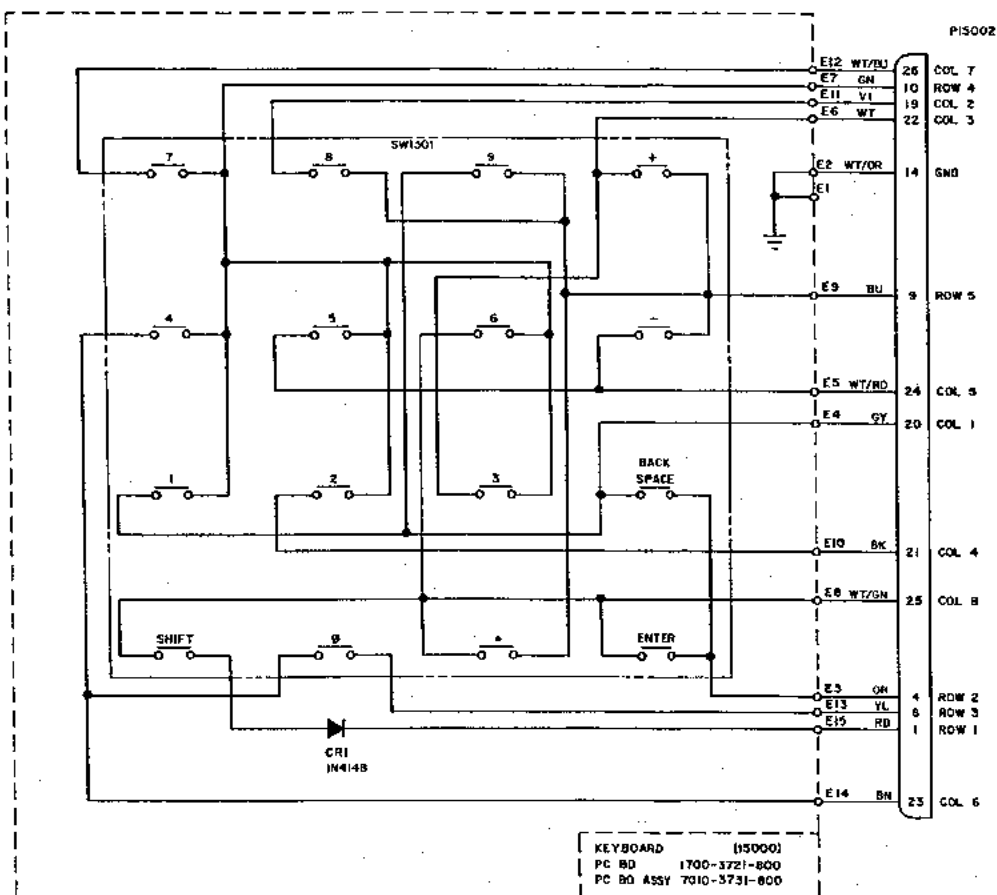 P15002
E12 WT/BU 26 COL 7
E7 GN 10 ROW 4
E11 VI 19 COL 2
E6 WT 22 COL 3
SW1301
7 8 9 +
E2 WT/OR 14 GND
E1
E9 BU 9 ROW 5
4 5 6 -
E5 WT/RD 24 COL 5
E4 GY 20 COL 1
BACK
1 2 3 SPACE
E10 BK 21 COL 4
E8 WT/GN 25 COL 8
SHIFT 0 ENTER
E3 4 ROW 2
E13 YL 8 ROW 3
E15 RD 1 ROW 1
CR1
1N4148
E14 BN 23 COL 6
KEYBOARD (15000)
PC BD 1700-3721-800
PC BD ASSY 7010-3731-800